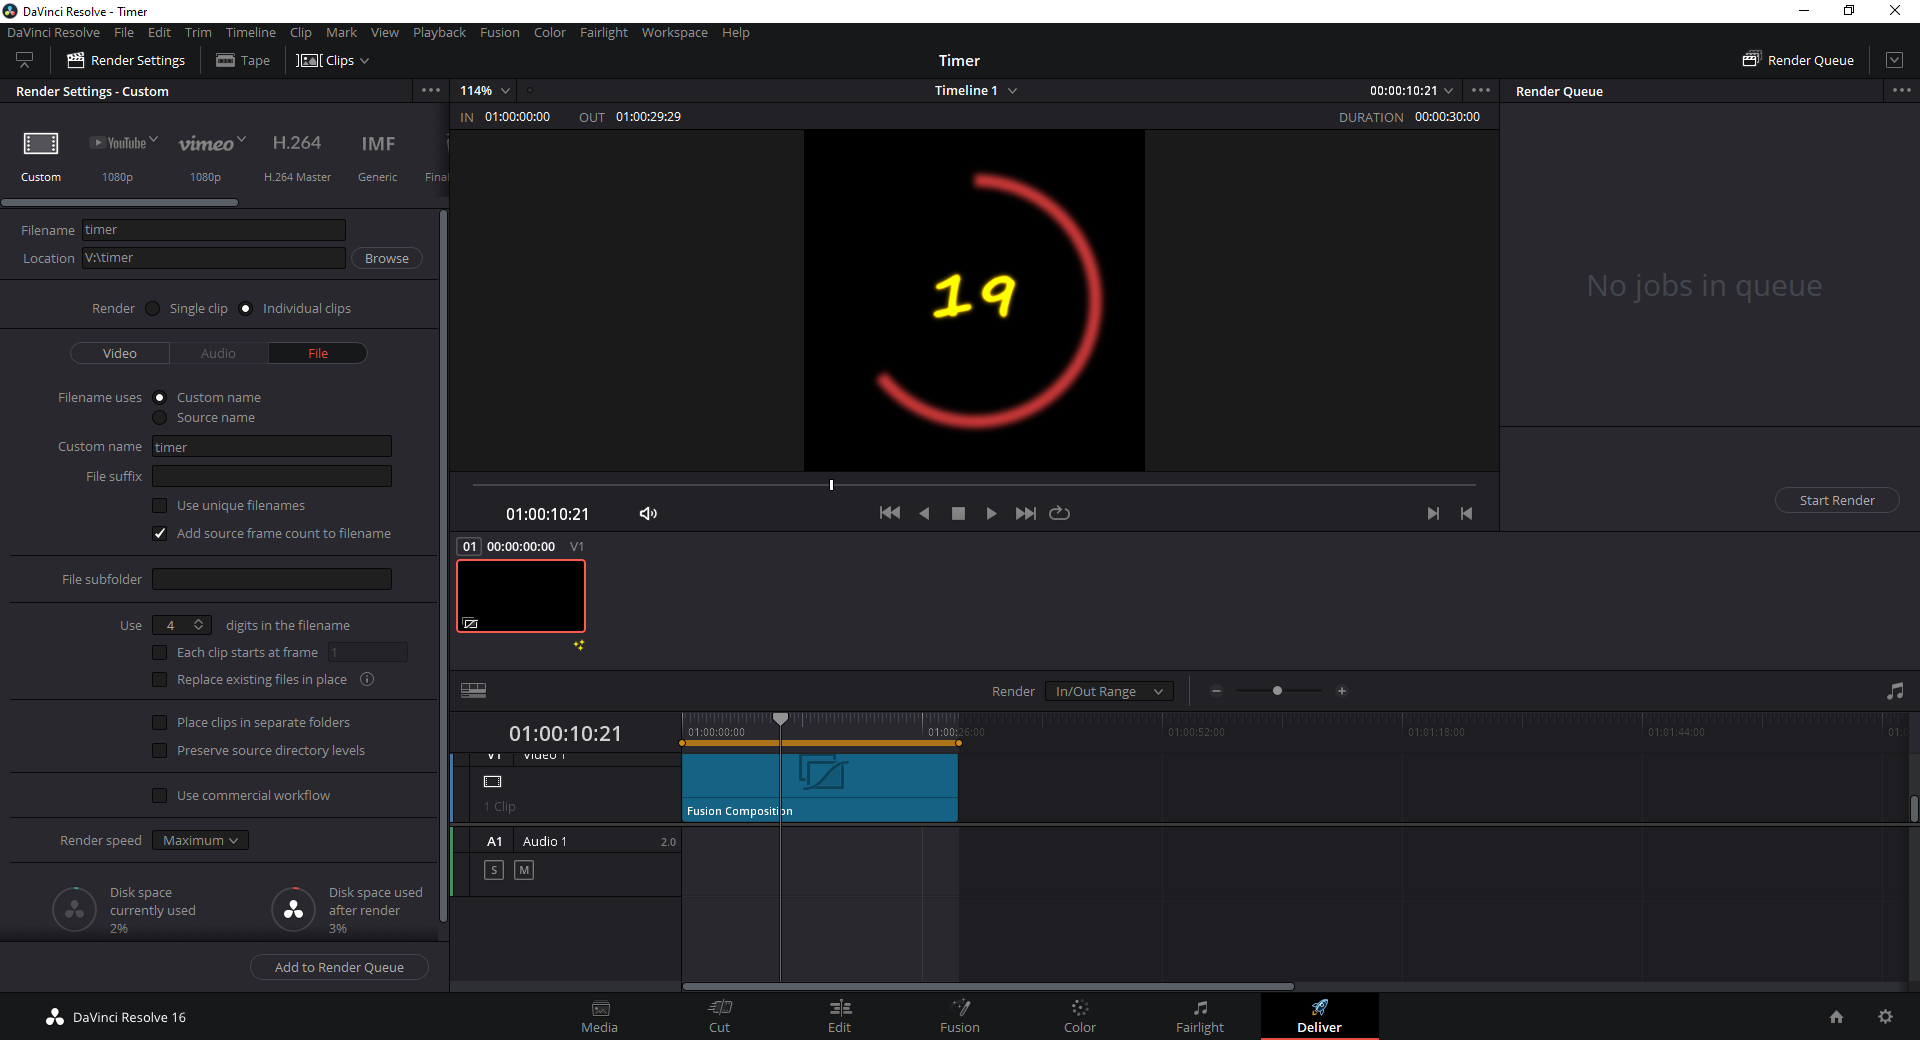 DaVinci Resolve - Timer
DaVinci Resolve File Edit Trim Timeline Clip Mark View Playback Fusion Color Fairlight Workspace Help
Render Settings Tape Clips Timer Render Queue
Render Settings - Custom 114% Timeline 1 00:00:10:21 Render Queue
IN 01:00:00:00 OUT 01:00:29:29 DURATION 00:00:30:00
YouTube vimeo H.264 IMF
Custom 1080p 1080p H.264 Master Generic Final
Filename timer
Location V:\timer Browse
Render Single clip Individual clips
Video Audio File
Filename uses Custom name
Source name
Custom name timer
File suffix
Use unique filenames
Add source frame count to filename
File subfolder
Use 4 digits in the filename
Each clip starts at frame 1
Replace existing files in place
Place clips in separate folders
Preserve source directory levels
Use commercial workflow
Render speed Maximum
Disk space currently used 2%
Disk space used after render 3%
Add to Render Queue
19
01:00:10:21
No jobs in queue
Start Render
01 00:00:00:00 V1
Render In/Out Range
01:00:10:21 01:00:00:00 01:00:26:00 01:00:52:00 01:01:18:00 01:01:44:00
V1 Video 1
1 Clip
Fusion Composition
A1 Audio 1 2.0
S M
DaVinci Resolve 16 Media Cut Edit Fusion Color Fairlight Deliver